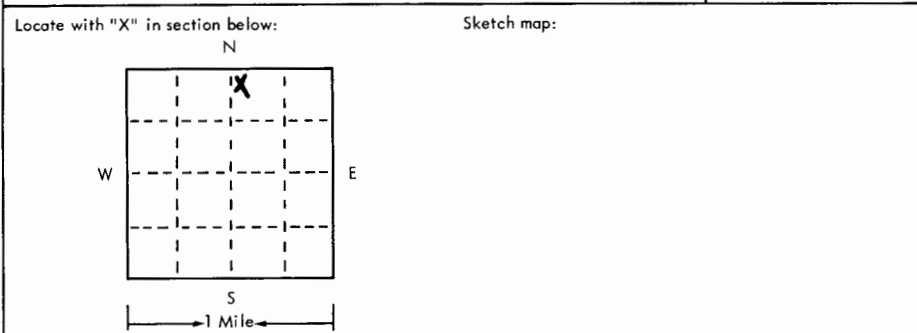 Locate with "X" in section below: Sketch map:
N
X
W E
S
1 Mile